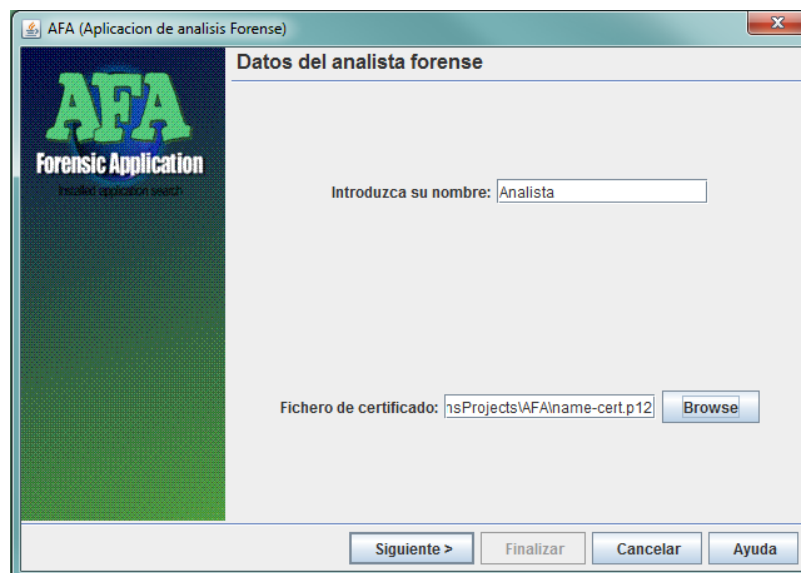 AFA (Aplicacion de analisis Forense)
AFA
Forensic Application
Installed application search
Datos del analista forense
Introduzca su nombre: Analista
Fichero de certificado: nsProjects\AFA\name-cert.p12 Browse
Siguiente > Finalizar Cancelar Ayuda